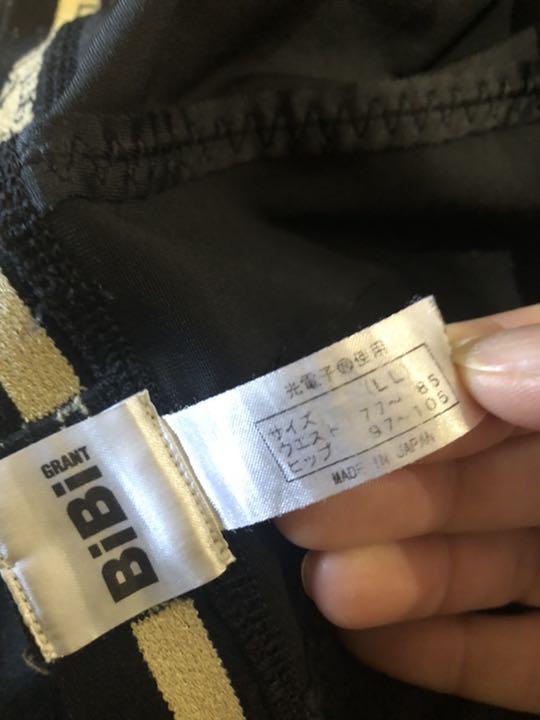 GRANT
BiBi
光電子®使用
サイズ (LL)
ウエスト 77〜 85
ヒップ 97〜105
MADE IN JAPAN